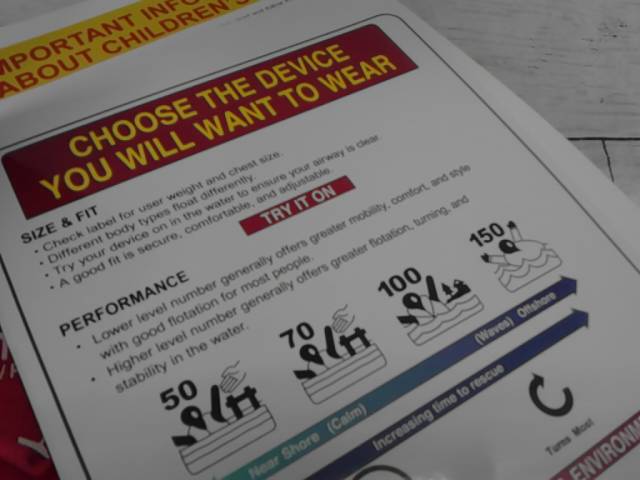 IMPORTANT INFO
ABOUT CHILDREN'S
CHOOSE THE DEVICE
YOU WILL WANT TO WEAR
SIZE & FIT
• Check label for user weight and chest size.
• Different body types float differently.
• Try your device on in the water to ensure your airway is clear.
• A good fit is secure, comfortable, and adjustable.
TRY IT ON
PERFORMANCE
• Lower level number generally offers greater mobility, comfort, and style
with good flotation for most people.
• Higher level number generally offers greater flotation, turning, and
stability in the water.
50
70
100
150
Near Shore (Calm)
(Waves) Offshore
Increasing time to rescue
Turns Most
ENVIRONME